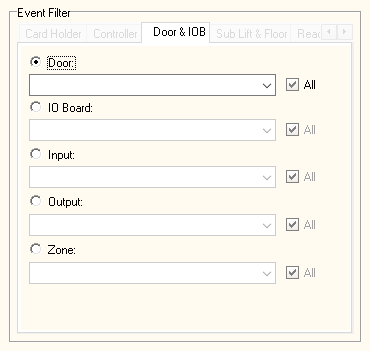 Event Filter
Card Holder Controller Door & IOB Sub Lift & Floor Read
Door:
All
IO Board:
All
Input:
All
Output:
All
Zone:
All